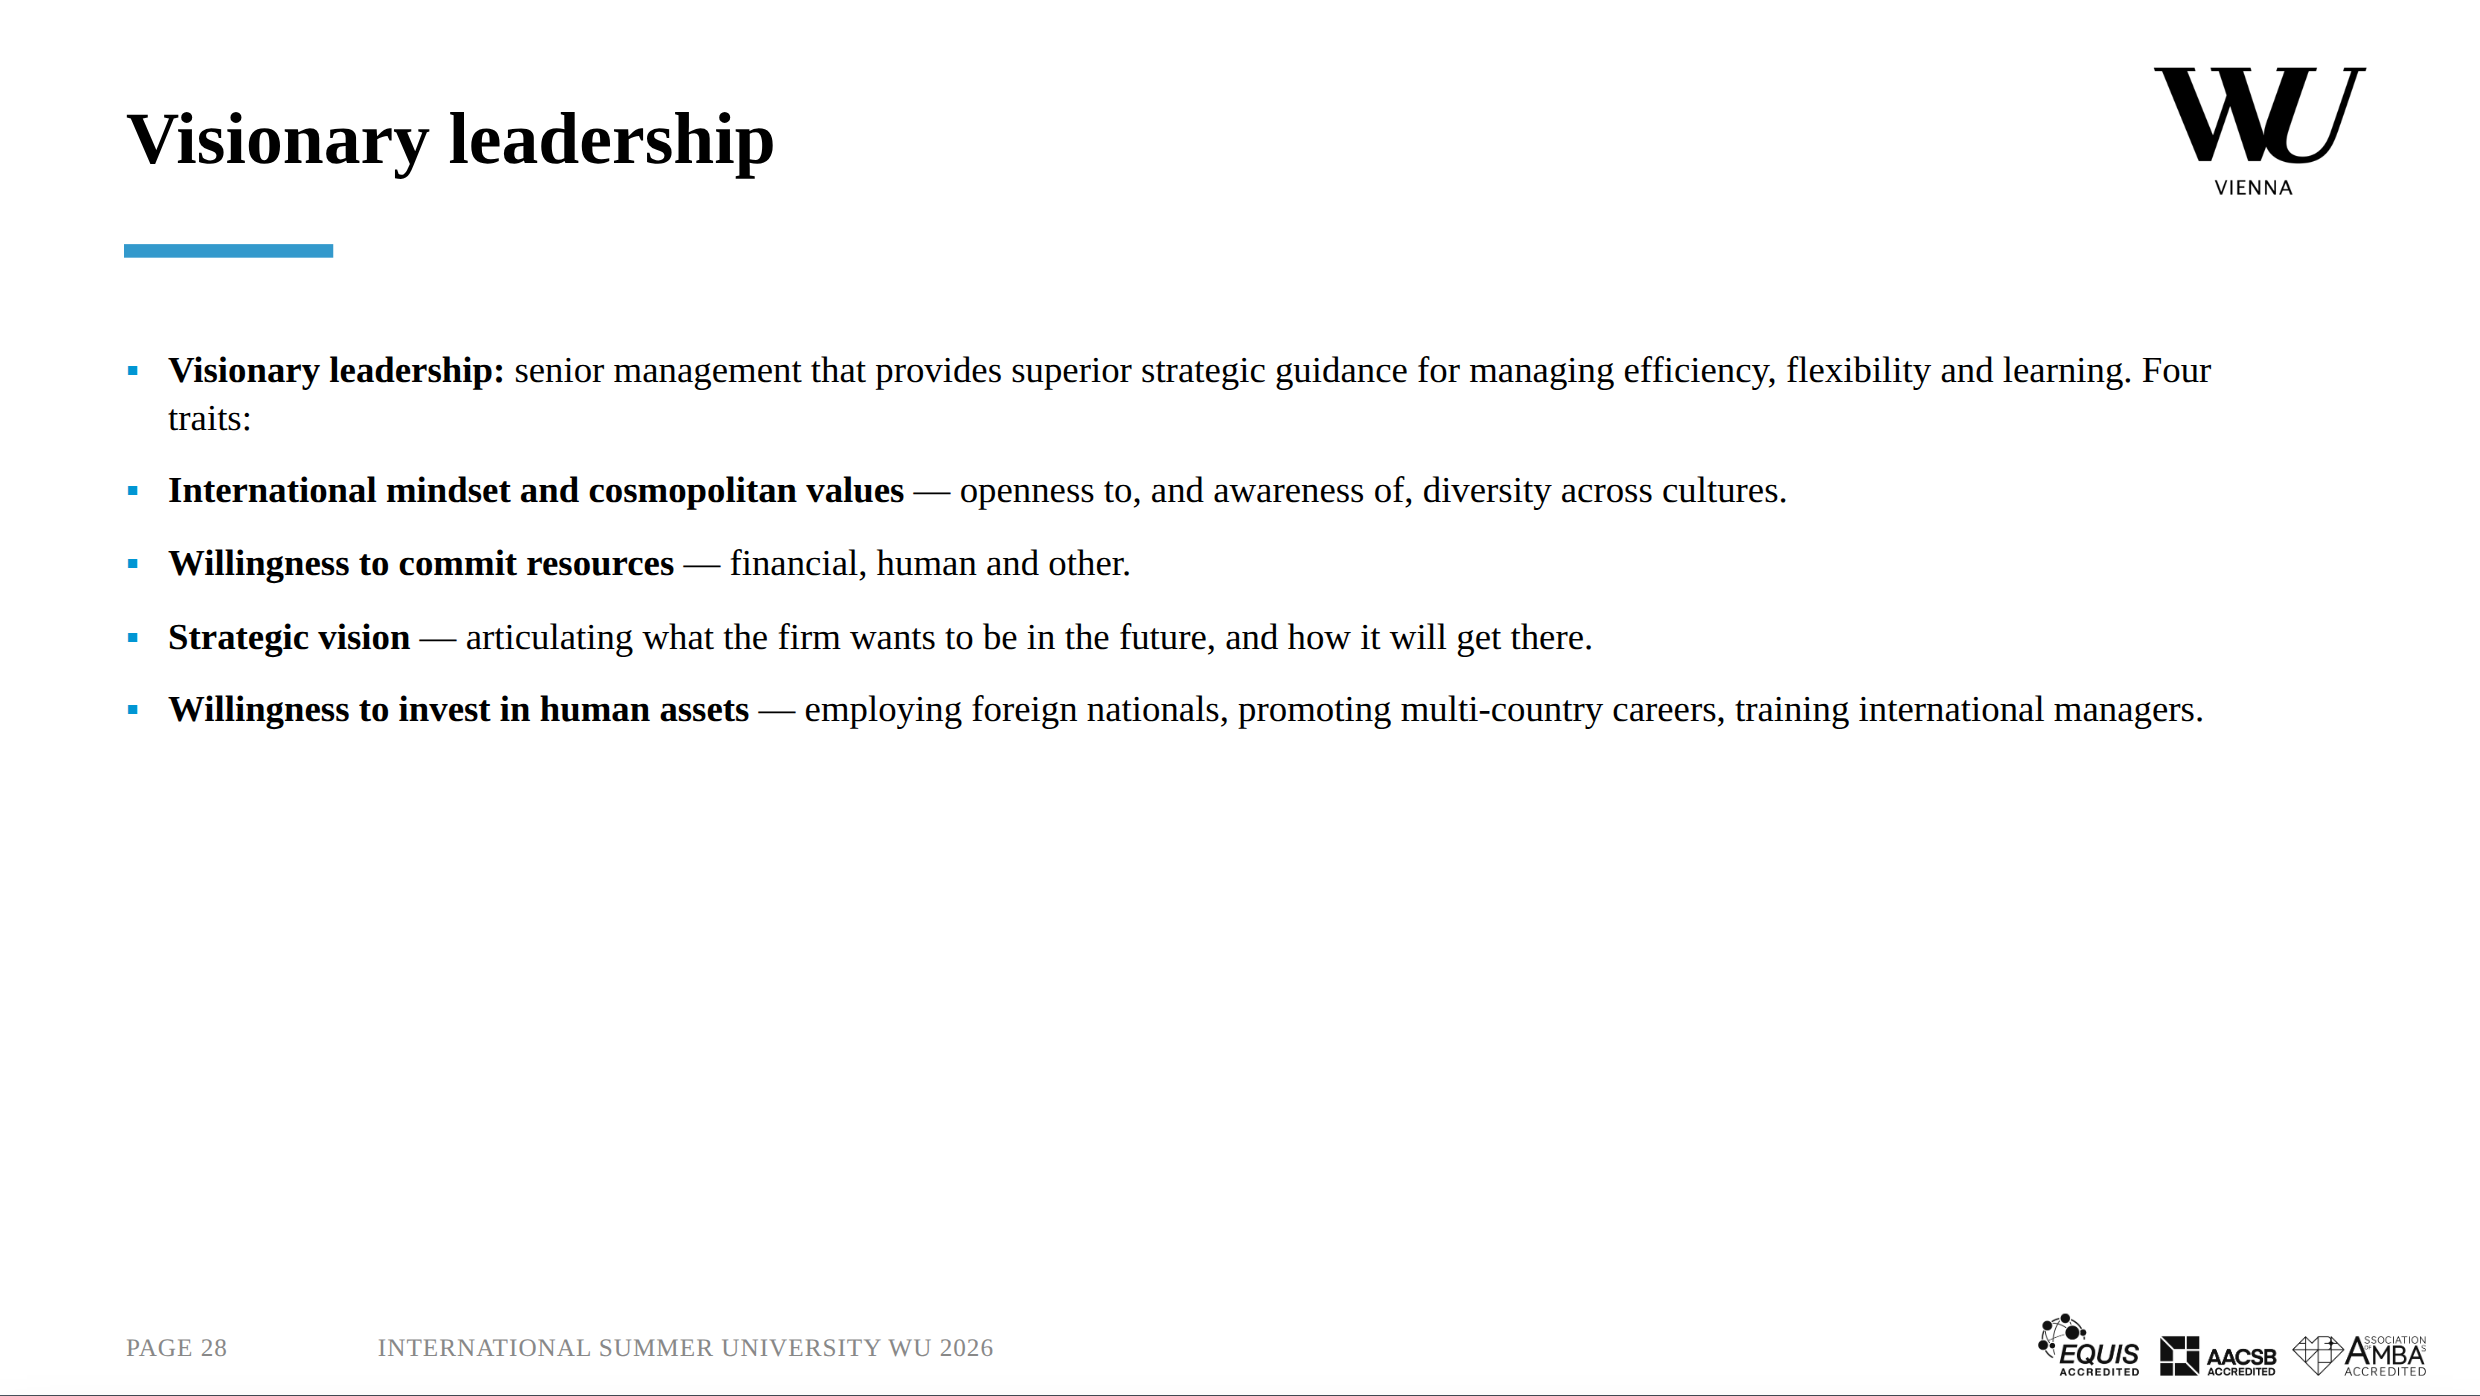 Visionary leadership
WU
VIENNA
▪ Visionary leadership: senior management that provides superior strategic guidance for managing efficiency, flexibility and learning. Four
traits:
▪ International mindset and cosmopolitan values — openness to, and awareness of, diversity across cultures.
▪ Willingness to commit resources — financial, human and other.
▪ Strategic vision — articulating what the firm wants to be in the future, and how it will get there.
▪ Willingness to invest in human assets — employing foreign nationals, promoting multi-country careers, training international managers.
PAGE 28 INTERNATIONAL SUMMER UNIVERSITY WU 2026
EQUIS
ACCREDITED
AACSB
ACCREDITED
ASSOCIATION
OF MBAS
ACCREDITED